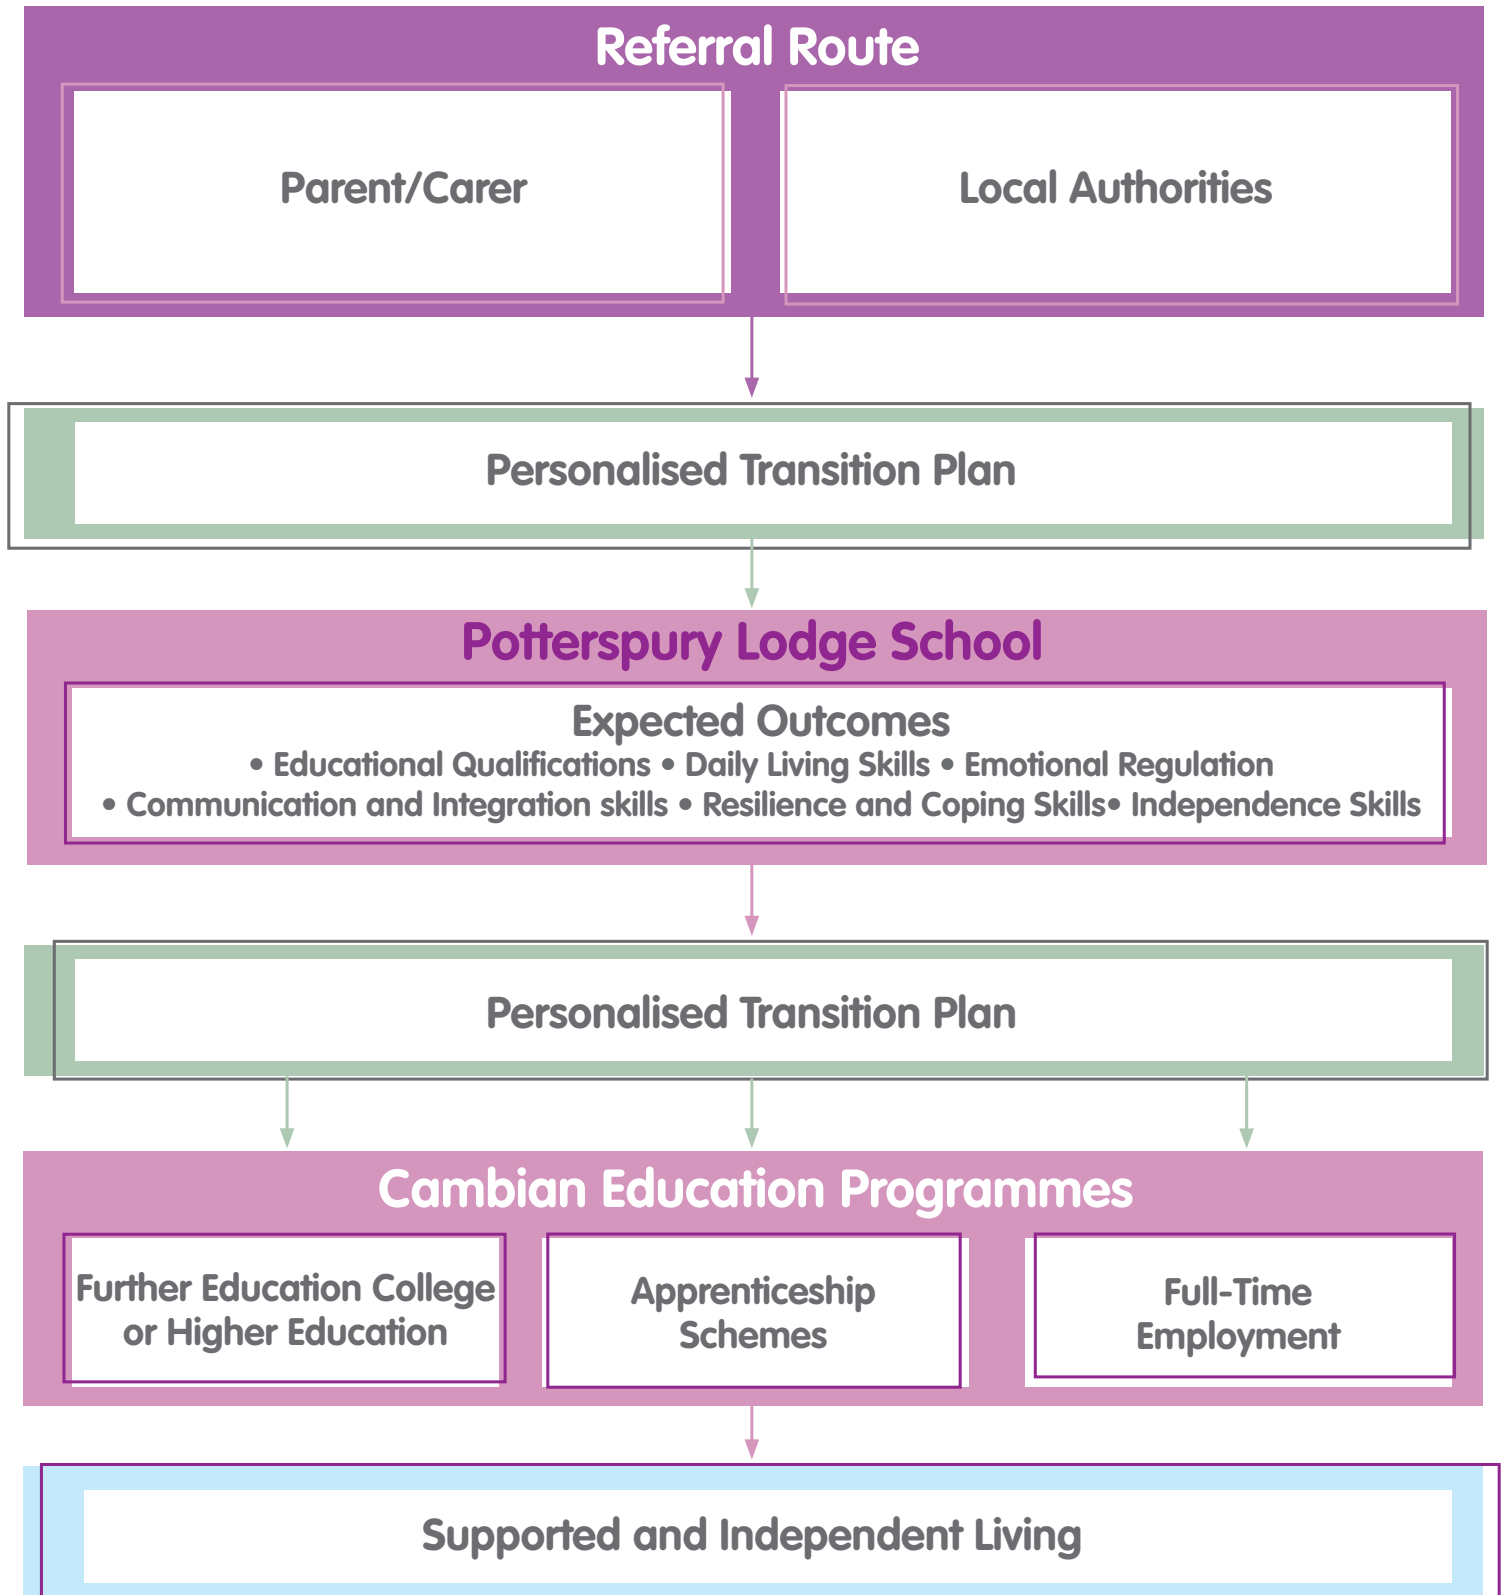 Referral Route
Parent/Carer
Local Authorities
Personalised Transition Plan
Potterspury Lodge School
Expected Outcomes
• Educational Qualifications • Daily Living Skills • Emotional Regulation
• Communication and Integration skills • Resilience and Coping Skills• Independence Skills
Personalised Transition Plan
Cambian Education Programmes
Further Education College
or Higher Education
Apprenticeship
Schemes
Full-Time
Employment
Supported and Independent Living